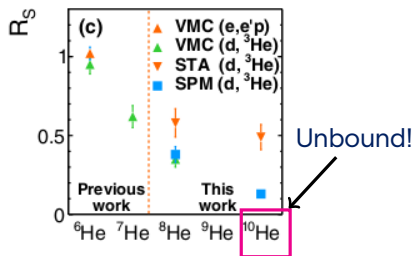 R_S
(c)
VMC (e,e'p)
VMC (d, ³He)
STA (d, ³He)
SPM (d, ³He)
1
0.5
0
Unbound!
Previous work
This work
⁶He ⁷He ⁸He ⁹He ¹⁰He